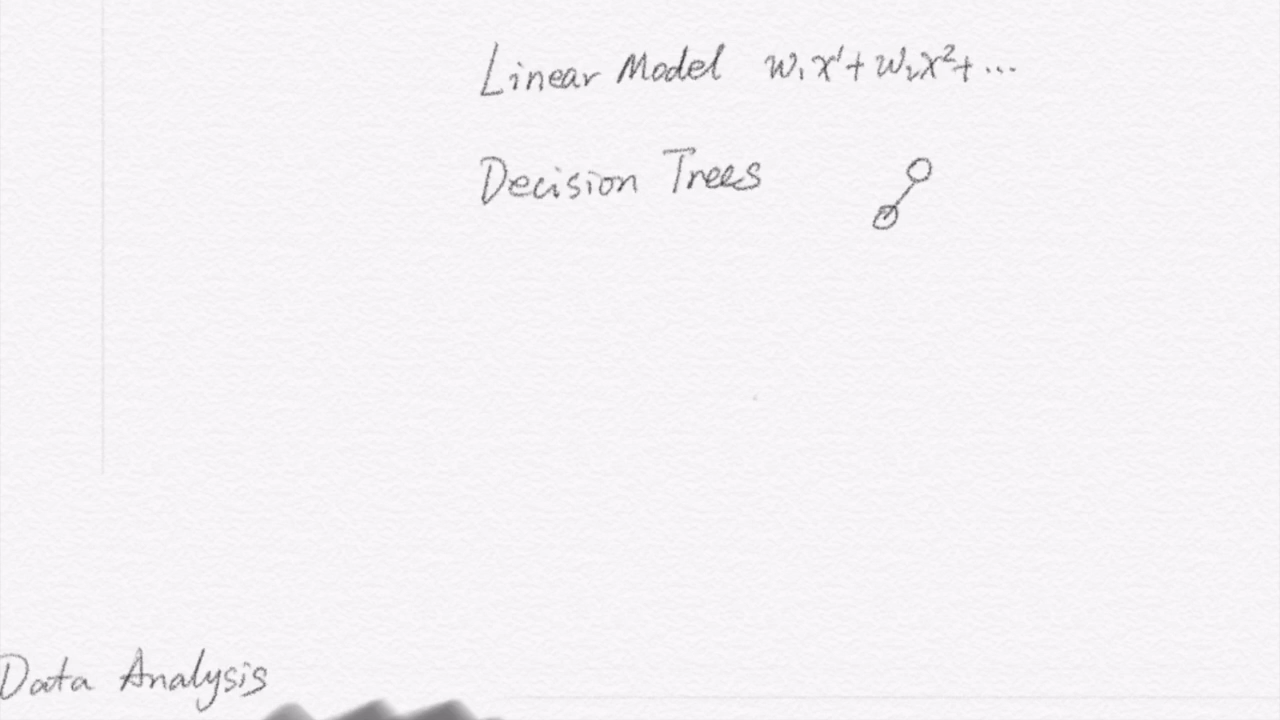 Linear Model w₁x¹+w₂x²+...
Decision Trees
Data Analysis